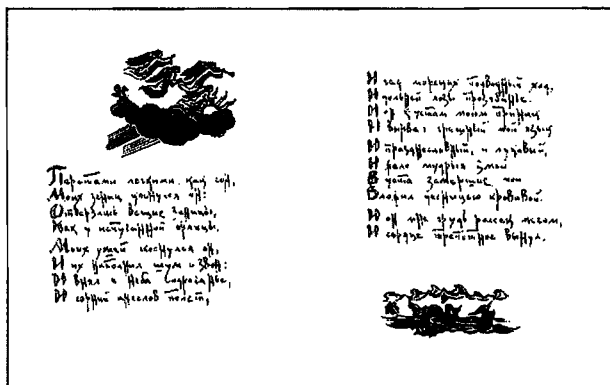 Перстами легкими, как сон,
Моих зениц коснулся он:
Отверзлись вещие зеницы,
Как у испуганной орлицы.
Моих ушей коснулся он,
И их наполнил шум и звон:
И внял я неба содроганье,
И горний ангелов полет,
И гад морских подводный ход,
И дольней лозы прозябанье.
И он к устам моим приник
И вырвал грешный мой язык
И празднословный, и лукавый,
И жало мудрыя змеи
В уста замершие мои
Вложил десницею кровавой.
И он мне грудь рассек мечом,
И сердце трепетное вынул,